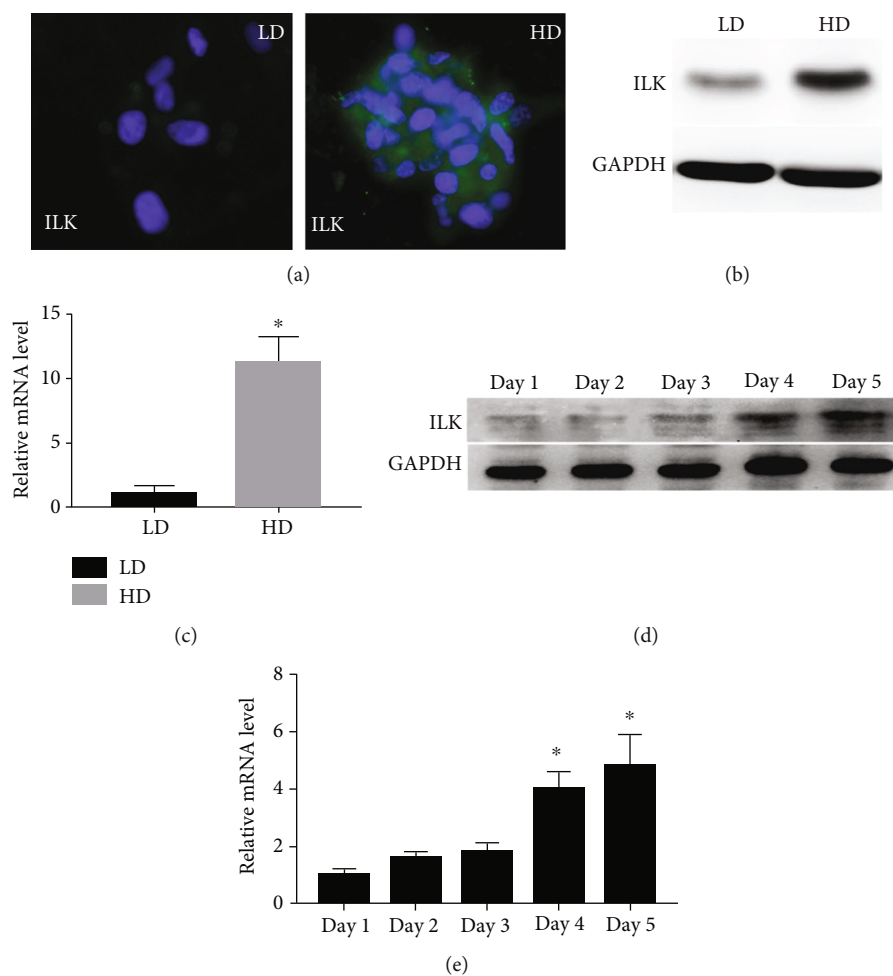 LD
HD
ILK
ILK
(a)
LD
HD
ILK
GAPDH
(b)
Relative mRNA level
15
10
5
0
*
LD
HD
LD
HD
(c)
Day 1 Day 2 Day 3 Day 4 Day 5
ILK
GAPDH
(d)
Relative mRNA level
8
6
4
2
0
*
*
Day 1 Day 2 Day 3 Day 4 Day 5
(e)